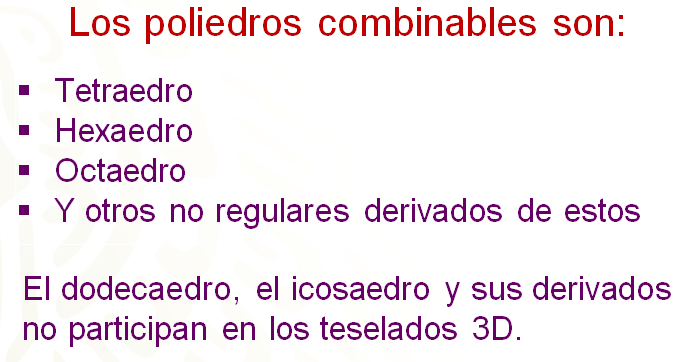 Los poliedros combinables son:
▪ Tetraedro
▪ Hexaedro
▪ Octaedro
▪ Y otros no regulares derivados de estos
El dodecaedro, el icosaedro y sus derivados
no participan en los teselados 3D.